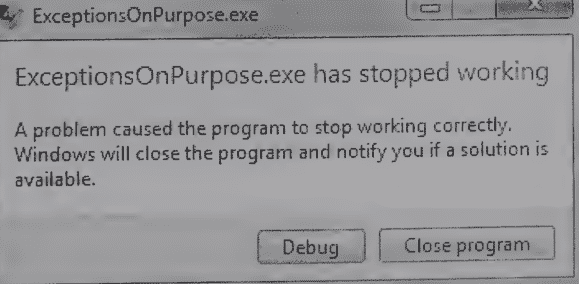 ExceptionsOnPurpose.exe
ExceptionsOnPurpose.exe has stopped working
A problem caused the program to stop working correctly.
Windows will close the program and notify you if a solution is
available.
Debug
Close program